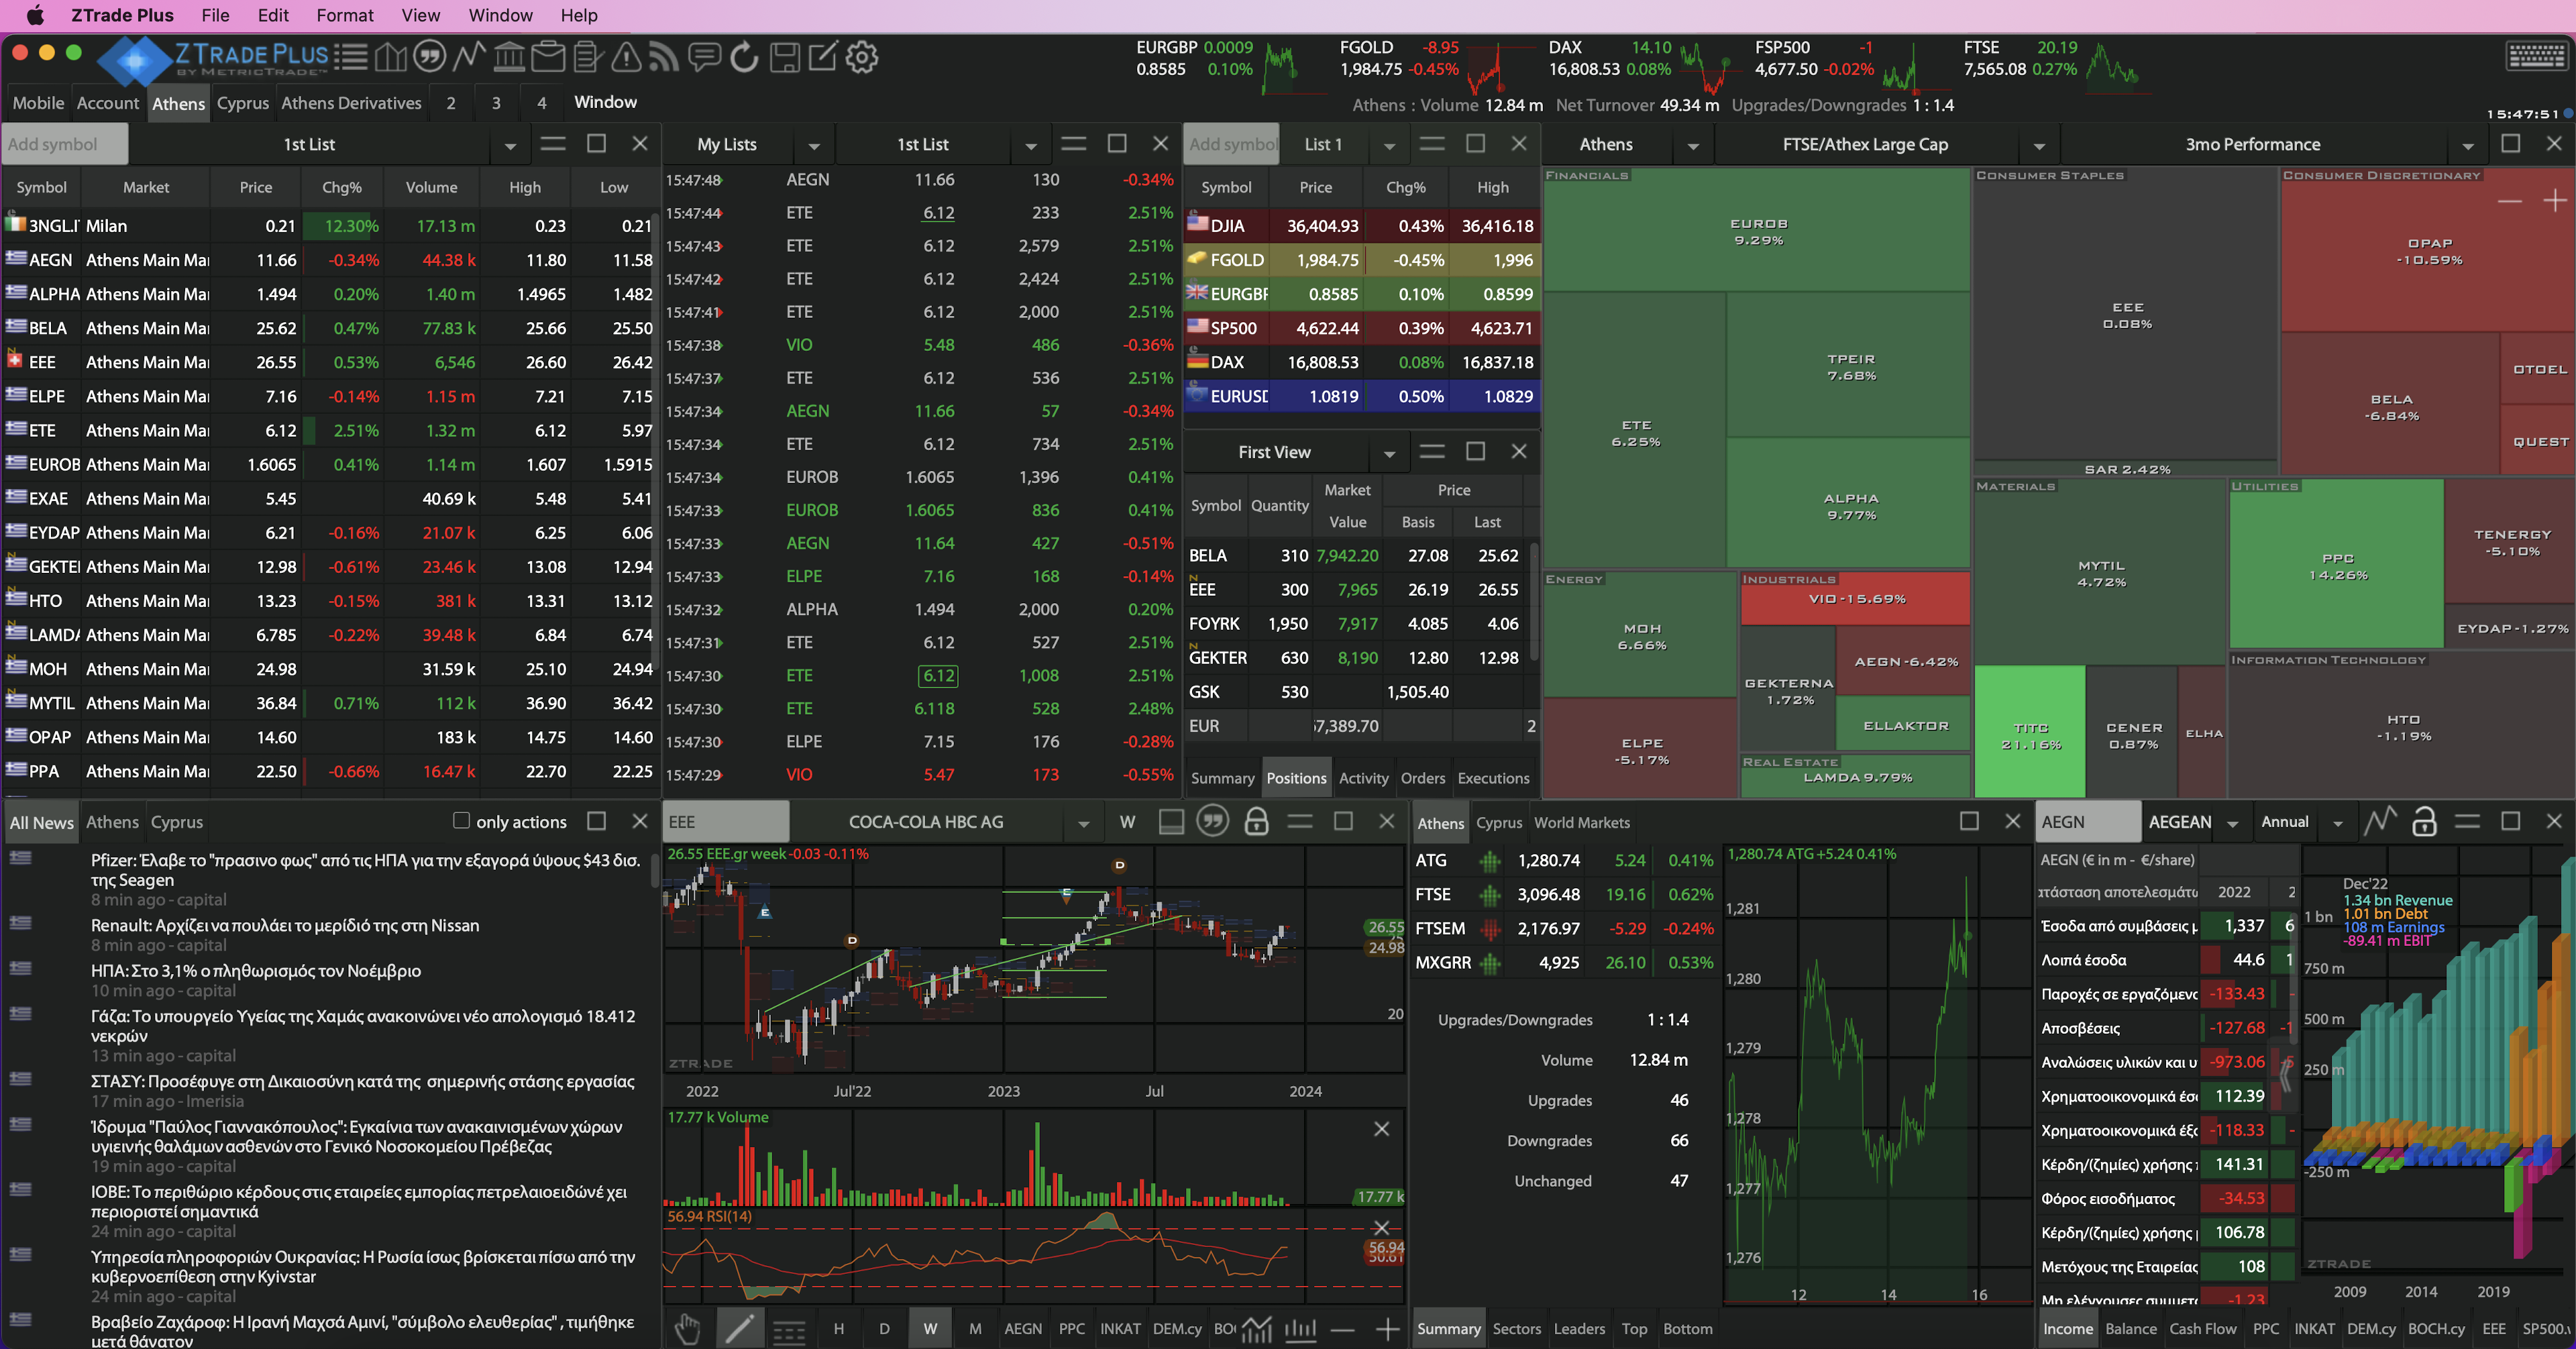 ZTrade Plus File Edit Format View Window Help
ZTRADE PLUS
BY METRICTRADE™
EURGBP 0.0009
0.8585 0.10%
FGOLD -8.95
1,984.75 -0.45%
DAX 14.10
16,808.53 0.08%
FSP500 -1
4,677.50 -0.02%
FTSE 20.19
7,565.08 0.27%
Mobile Account Athens Cyprus Athens Derivatives 2 3 4 Window
Athens : Volume 12.84 m Net Turnover 49.34 m Upgrades/Downgrades 1 : 1.4
15:47:51
Add symbol 1st List
Symbol Market Price Chg% Volume High Low
3NGL.I Milan 0.21 12.30% 17.13 m 0.23 0.21
AEGN Athens Main Mai 11.66 -0.34% 44.38 k 11.80 11.58
ALPHA Athens Main Mai 1.494 0.20% 1.40 m 1.4965 1.482
BELA Athens Main Mai 25.62 0.47% 77.83 k 25.66 25.50
EEE Athens Main Mai 26.55 0.53% 6,546 26.60 26.42
ELPE Athens Main Mai 7.16 -0.14% 1.15 m 7.21 7.15
ETE Athens Main Mai 6.12 2.51% 1.32 m 6.12 5.97
EUROB Athens Main Mai 1.6065 0.41% 1.14 m 1.607 1.5915
EXAE Athens Main Mai 5.45 40.69 k 5.48 5.41
EYDAP Athens Main Mai 6.21 -0.16% 21.07 k 6.25 6.06
GEKTE Athens Main Mai 12.98 -0.61% 23.46 k 13.08 12.94
HTO Athens Main Mai 13.23 -0.15% 381 k 13.31 13.12
LAMDA Athens Main Mai 6.785 -0.22% 39.48 k 6.84 6.74
MOH Athens Main Mai 24.98 31.59 k 25.10 24.94
MYTIL Athens Main Mai 36.84 0.71% 112 k 36.90 36.42
OPAP Athens Main Mai 14.60 183 k 14.75 14.60
PPA Athens Main Mai 22.50 -0.66% 16.47 k 22.70 22.25
My Lists 1st List
15:47:48 AEGN 11.66 130 -0.34%
15:47:44 ETE 6.12 233 2.51%
15:47:43 ETE 6.12 2,579 2.51%
15:47:42 ETE 6.12 2,424 2.51%
15:47:41 ETE 6.12 2,000 2.51%
15:47:38 VIO 5.48 486 -0.36%
15:47:37 ETE 6.12 536 2.51%
15:47:34 AEGN 11.66 57 -0.34%
15:47:34 ETE 6.12 734 2.51%
15:47:34 EUROB 1.6065 1,396 0.41%
15:47:33 EUROB 1.6065 836 0.41%
15:47:33 AEGN 11.64 427 -0.51%
15:47:33 ELPE 7.16 168 -0.14%
15:47:32 ALPHA 1.494 2,000 0.20%
15:47:31 ETE 6.12 527 2.51%
15:47:30 ETE 6.12 1,008 2.51%
15:47:30 ETE 6.118 528 2.48%
15:47:30 ELPE 7.15 176 -0.28%
15:47:29 VIO 5.47 173 -0.55%
Add symbol List 1
Symbol Price Chg% High
DJIA 36,404.93 0.43% 36,416.18
FGOLD 1,984.75 -0.45% 1,996
EURGBP 0.8585 0.10% 0.8599
SP500 4,622.44 0.39% 4,623.71
DAX 16,808.53 0.08% 16,837.18
EURUSD 1.0819 0.50% 1.0829
First View
Symbol Quantity Market Value Price Basis Last
BELA 310 7,942.20 27.08 25.62
EEE 300 7,965 26.19 26.55
FOYRK 1,950 7,917 4.085 4.06
GEKTER 630 8,190 12.80 12.98
GSK 530 1,505.40
EUR 7,389.70 2
Summary Positions Activity Orders Executions
Athens FTSE/Athex Large Cap 3mo Performance
FINANCIALS
EUROB
9.29%
ETE
6.25%
TPEIR
7.68%
ALPHA
9.77%
CONSUMER STAPLES
EEE
0.08%
SAR 2.42%
CONSUMER DISCRETIONARY
OPAP
-10.59%
BELA
-6.84%
OTOEL
QUEST
ENERGY
MOH
6.66%
ELPE
-5.17%
INDUSTRIALS
VIO -15.69%
GEKTERNA
1.72%
AEGN -6.42%
ELLAKTOR
REAL ESTATE
LAMDA 9.79%
MATERIALS
MYTIL
4.72%
TITC
21.16%
CENER
0.87%
ELHA
UTILITIES
PPC
14.26%
TENERGY
-5.10%
EYDAP -1.27%
INFORMATION TECHNOLOGY
HTO
-1.19%
All News Athens Cyprus only actions
Pfizer: Έλαβε το "πρασινο φως" από τις ΗΠΑ για την εξαγορά ύψους $43 δισ.
της Seagen
8 min ago - capital
Renault: Αρχίζει να πουλάει το μερίδιό της στη Nissan
8 min ago - capital
ΗΠΑ: Στο 3,1% ο πληθωρισμός τον Νοέμβριο
10 min ago - capital
Γάζα: Το υπουργείο Υγείας της Χαμάς ανακοινώνει νέο απολογισμό 18.412
νεκρών
13 min ago - capital
ΣΤΑΣΥ: Προσέφυγε στη Δικαιοσύνη κατά της σημερινής στάσης εργασίας
17 min ago - Imerisia
Ίδρυμα "Παύλος Γιαννακόπουλος": Εγκαίνια των ανακαινισμένων χώρων
υγιεινής θαλάμων ασθενών στο Γενικό Νοσοκομείου Πρέβεζας
19 min ago - capital
ΙΟΒΕ: Το περιθώριο κέρδους στις εταιρείες εμπορίας πετρελαιοειδώνέ χει
περιοριστεί σημαντικά
24 min ago - capital
Υπηρεσία πληροφοριών Ουκρανίας: Η Ρωσία ίσως βρίσκεται πίσω από την
κυβερνοεπίθεση στην Kyivstar
24 min ago - capital
Βραβείο Ζαχάροφ: Η Ιρανή Μαχσά Αμινί, "σύμβολο ελευθερίας" , τιμήθηκε
μετά θάνατον
EEE COCA-COLA HBC AG W
26.55 EEE.gr week -0.03 -0.11%
D
E
E
D
26.55
24.98
20
ZTRADE
2022 Jul'22 2023 Jul 2024
17.77 k Volume
17.77 k
56.94 RSI(14)
56.94
H D W M AEGN PPC INKAT DEM.cy BO
Athens Cyprus World Markets
ATG 1,280.74 5.24 0.41%
FTSE 3,096.48 19.16 0.62%
FTSEM 2,176.97 -5.29 -0.24%
MXGRR 4,925 26.10 0.53%
Upgrades/Downgrades 1 : 1.4
Volume 12.84 m
Upgrades 46
Downgrades 66
Unchanged 47
1,280.74 ATG +5.24 0.41%
1,281
1,280
1,279
1,278
1,277
1,276
12 14 16
Summary Sectors Leaders Top Bottom
AEGN AEGEAN Annual
AEGN (€ in m - €/share)
ατάσταση αποτελεσμάτω 2022 2
Έσοδα από συμβάσεις μ 1,337 6
Λοιπά έσοδα 44.6 1
Παροχές σε εργαζόμενο -133.43 -
Αποσβέσεις -127.68 -1
Αναλώσεις υλικών και υ -973.06 -5
Χρηματοοικονομικά έσο 112.39
Χρηματοοικονομικά έξο -118.33 -
Κέρδη/(ζημίες) χρήσης 141.31
Φόρος εισοδήματος -34.53
Κέρδη/(ζημίες) χρήσης 106.78
Μετόχους της Εταιρείας 108
Μη ελέγχουσες συμμετο -1.23
Dec'22
1.34 bn Revenue
1.01 bn Debt
108 m Earnings
-89.41 m EBIT
1 bn
750 m
500 m
250 m
-250 m
ZTRADE
2009 2014 2019
Income Balance Cash Flow PPC INKAT DEM.cy BOCH.cy EEE SP500.